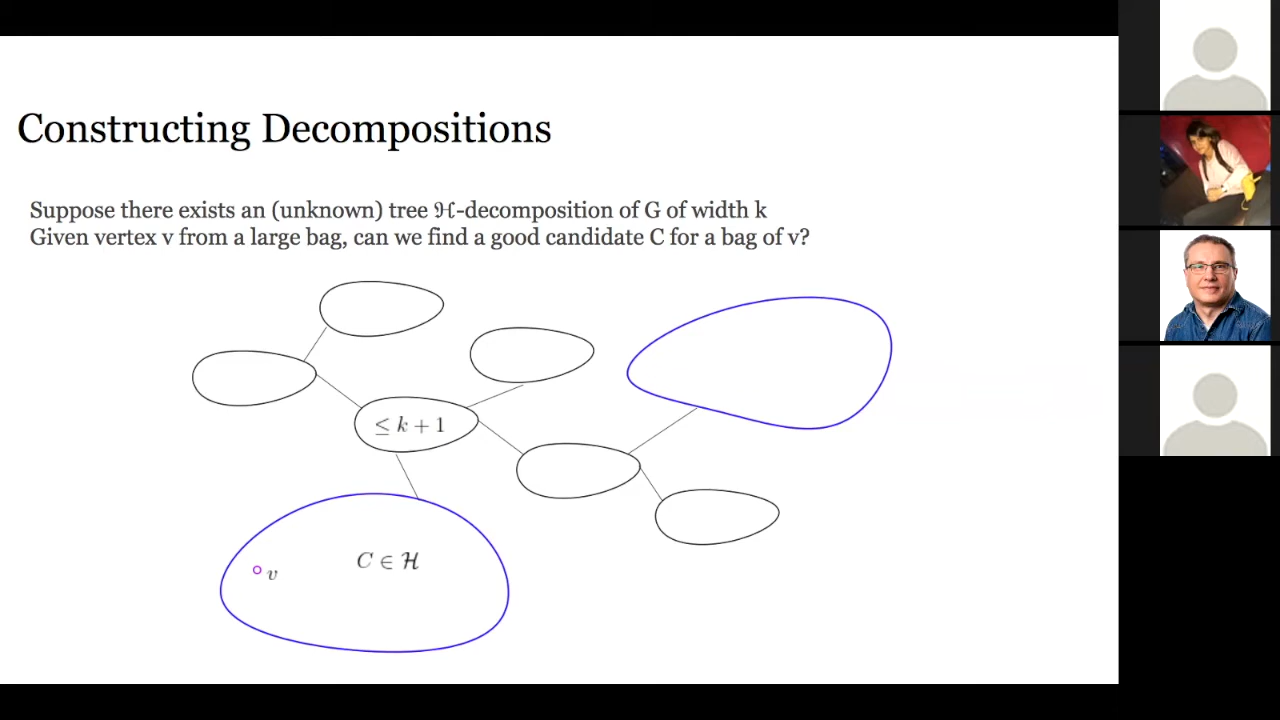 Constructing Decompositions
Suppose there exists an (unknown) tree ℋ-decomposition of G of width k
Given vertex v from a large bag, can we find a good candidate C for a bag of v?
≤ k + 1
C ∈ ℋ
v